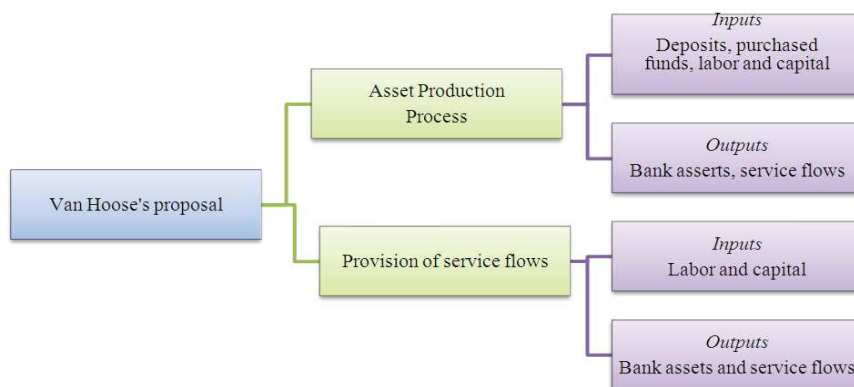 Van Hoose's proposal
Asset Production
Process
Provision of service flows
Inputs
Deposits, purchased
funds, labor and capital
Outputs
Bank asserts, service flows
Inputs
Labor and capital
Outputs
Bank assets and service flows